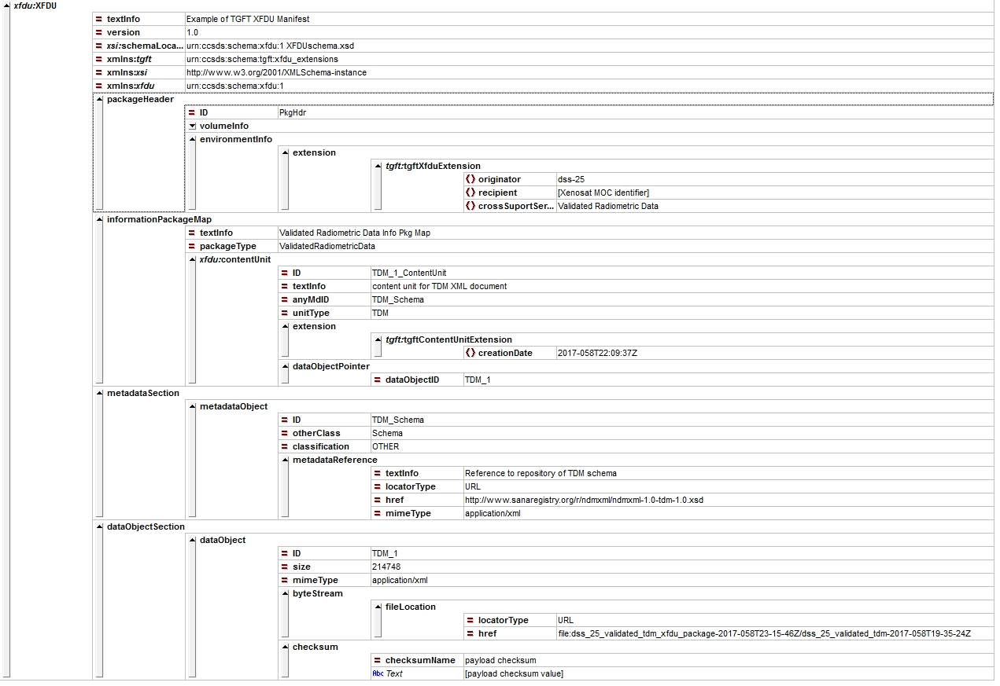 xfdu:XFDU
textInfo Example of TGFT XFDU Manifest
version 1.0
xsi:schemaLoca... urn:ccsds:schema:xfdu:1 XFDUschema.xsd
xmlns:tgft urn:ccsds:schema:tgft:xfdu_extensions
xmlns:xsi http://www.w3.org/2001/XMLSchema-instance
xmlns:xfdu urn:ccsds:schema:xfdu:1
packageHeader
ID PkgHdr
volumeInfo
environmentInfo
extension
tgft:tgftXfduExtension
originator dss-25
recipient [Xenosat MOC identifier]
crossSuportSer... Validated Radiometric Data
informationPackageMap
textInfo Validated Radiometric Data Info Pkg Map
packageType ValidatedRadiometricData
xfdu:contentUnit
ID TDM_1_ContentUnit
textInfo content unit for TDM XML document
anyMdID TDM_Schema
unitType TDM
extension
tgft:tgftContentUnitExtension
creationDate 2017-058T22:09:37Z
dataObjectPointer
dataObjectID TDM_1
metadataSection
metadataObject
ID TDM_Schema
otherClass Schema
classification OTHER
metadataReference
textInfo Reference to repository of TDM schema
locatorType URL
href http://www.sanaregistry.org/r/ndmxml/ndmxml-1.0-tdm-1.0.xsd
mimeType application/xml
dataObjectSection
dataObject
ID TDM_1
size 214748
mimeType application/xml
byteStream
fileLocation
locatorType URL
href file:dss_25_validated_tdm_xfdu_package-2017-058T23-15-46Z/dss_25_validated_tdm-2017-058T19-35-24Z
checksum
checksumName payload checksum
Abc Text [payload checksum value]